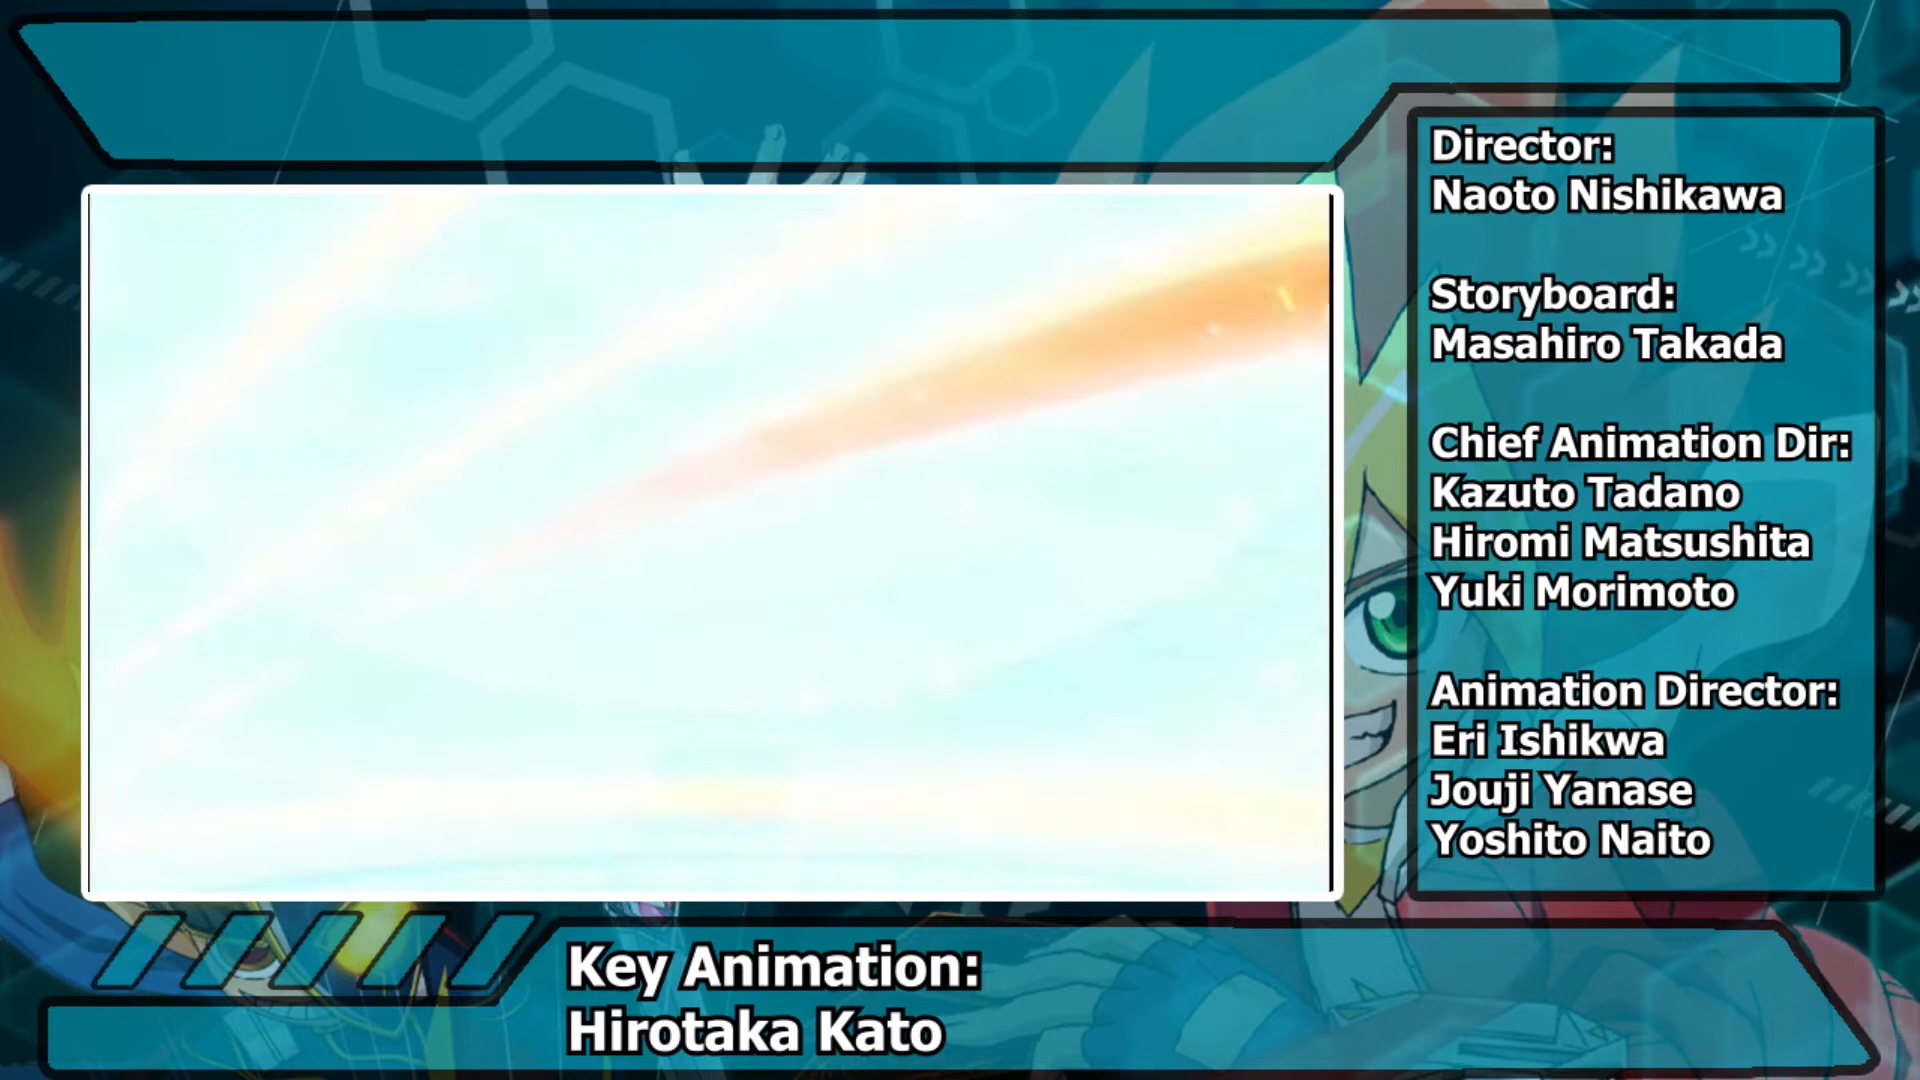 Director:
Naoto Nishikawa
Storyboard:
Masahiro Takada
Chief Animation Dir:
Kazuto Tadano
Hiromi Matsushita
Yuki Morimoto
Animation Director:
Eri Ishikwa
Jouji Yanase
Yoshito Naito
Key Animation:
Hirotaka Kato